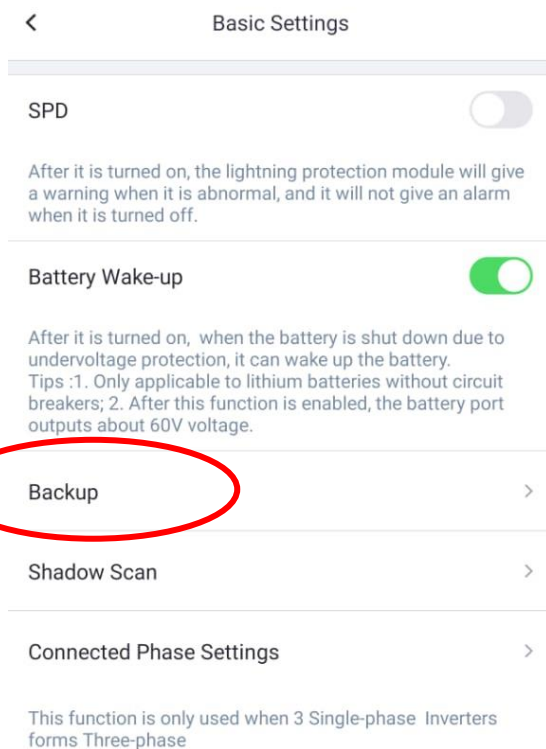 Basic Settings
SPD
After it is turned on, the lightning protection module will give
a warning when it is abnormal, and it will not give an alarm
when it is turned off.
Battery Wake-up
After it is turned on,  when the battery is shut down due to
undervoltage protection, it can wake up the battery.
Tips :1. Only applicable to lithium batteries without circuit
breakers; 2. After this function is enabled, the battery port
outputs about 60V voltage.
Backup
Shadow Scan
Connected Phase Settings
This function is only used when 3 Single-phase  Inverters
forms Three-phase